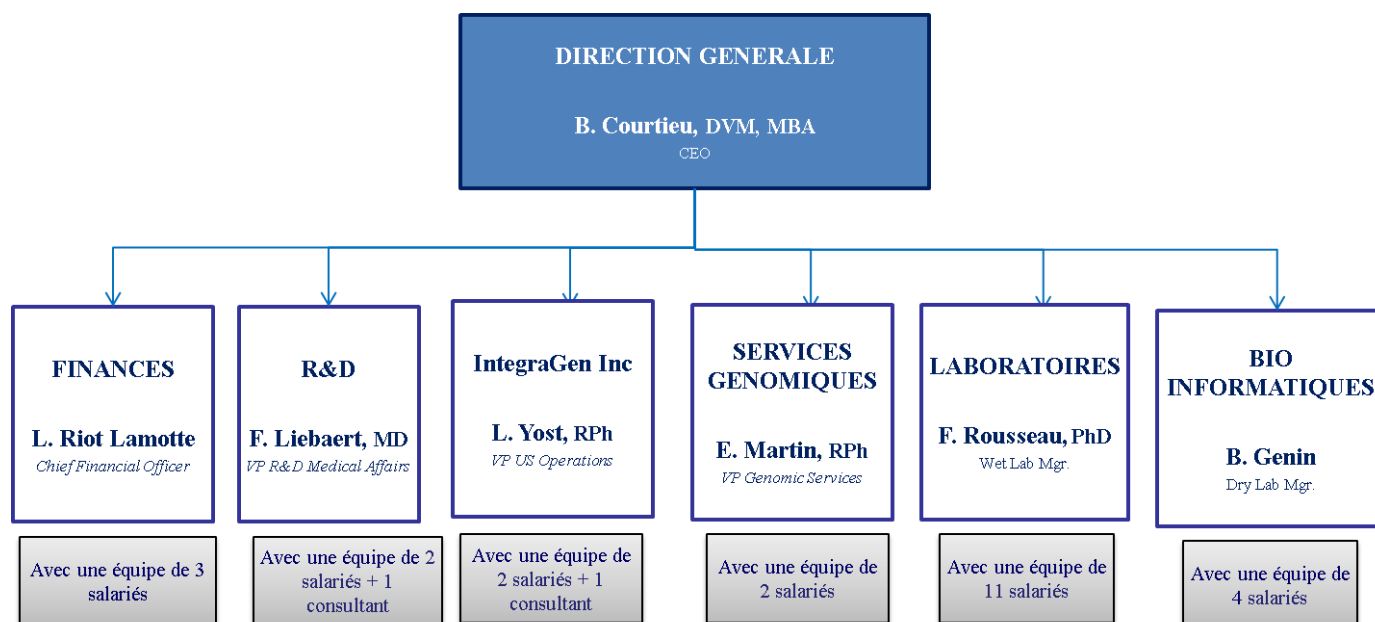 DIRECTION GENERALE
B. Courtieu, DVM, MBA
CEO
FINANCES
L. Riot Lamotte
Chief Financial Officer
R&D
F. Liebaert, MD
VP R&D Medical Affairs
IntegraGen Inc
L. Yost, RPh
VP US Operations
SERVICES
GENOMIQUES
E. Martin, RPh
VP Genomic Services
LABORATOIRES
F. Rousseau, PhD
Wet Lab Mgr.
BIO
INFORMATIQUES
B. Genin
Dry Lab Mgr.
Avec une équipe de 3
salariés
Avec une équipe de 2
salariés + 1
consultant
Avec une équipe de
2 salariés + 1
consultant
Avec une équipe de
2 salariés
Avec une équipe de
11 salariés
Avec une équipe de
4 salariés